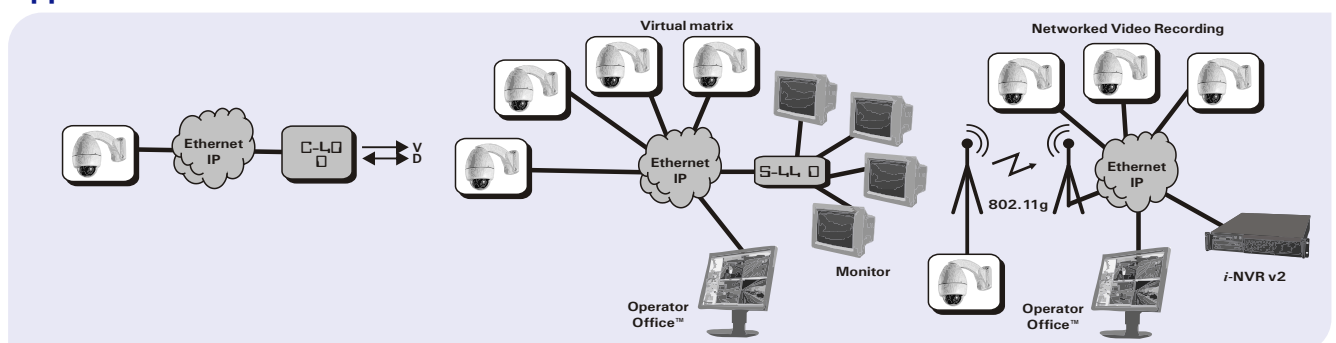 Virtual matrix
Networked Video Recording
Ethernet
IP
V
D
Ethernet
IP
Ethernet
IP
802.11g
Monitor
i-NVR v2
Operator
Office™
Operator
Office™